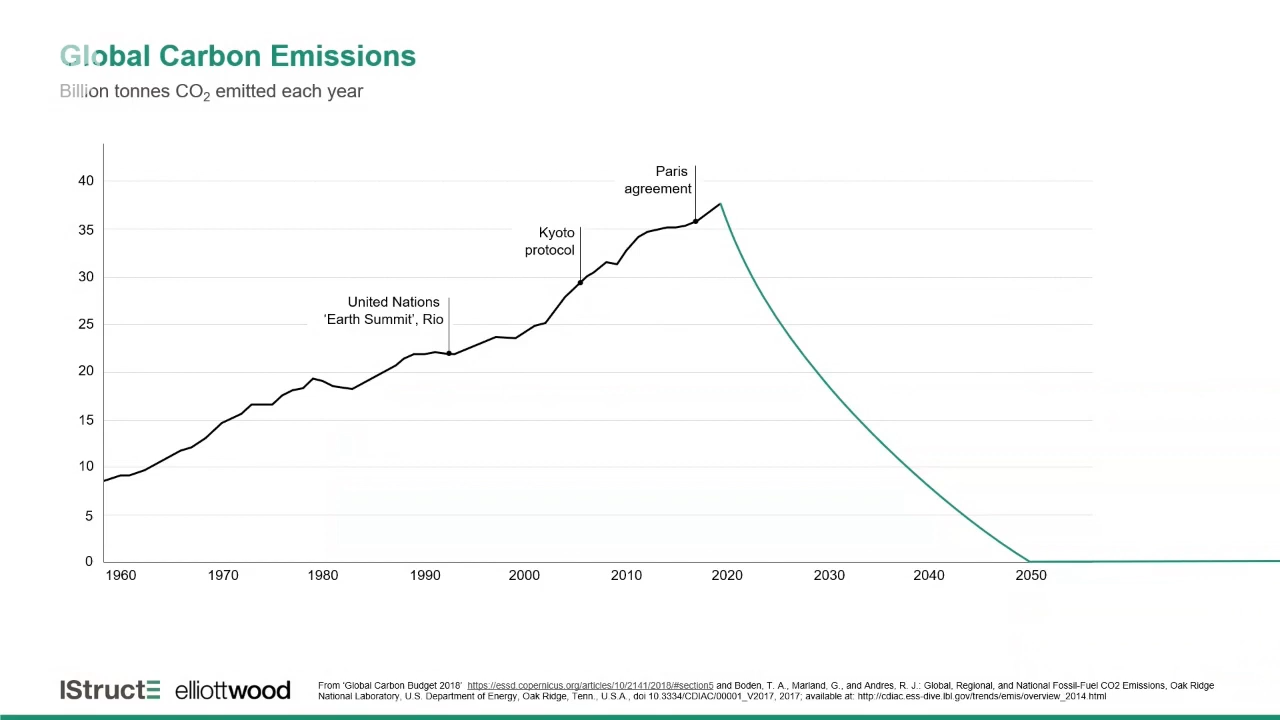 Global Carbon Emissions
Billion tonnes CO₂ emitted each year
40
35
30
25
20
15
10
5
0
Paris
agreement
Kyoto
protocol
United Nations
‘Earth Summit’, Rio
1960 1970 1980 1990 2000 2010 2020 2030 2040 2050
IStructE elliottwood
From ‘Global Carbon Budget 2018’ https://essd.copernicus.org/articles/10/2141/2018/#section5 and Boden, T. A., Marland, G., and Andres, R. J.: Global, Regional, and National Fossil-Fuel CO2 Emissions, Oak Ridge
National Laboratory, U.S. Department of Energy, Oak Ridge, Tenn., U.S.A., doi 10.3334/CDIAC/00001_V2017, 2017; available at: http://cdiac.ess-dive.lbl.gov/trends/emis/overview_2014.html